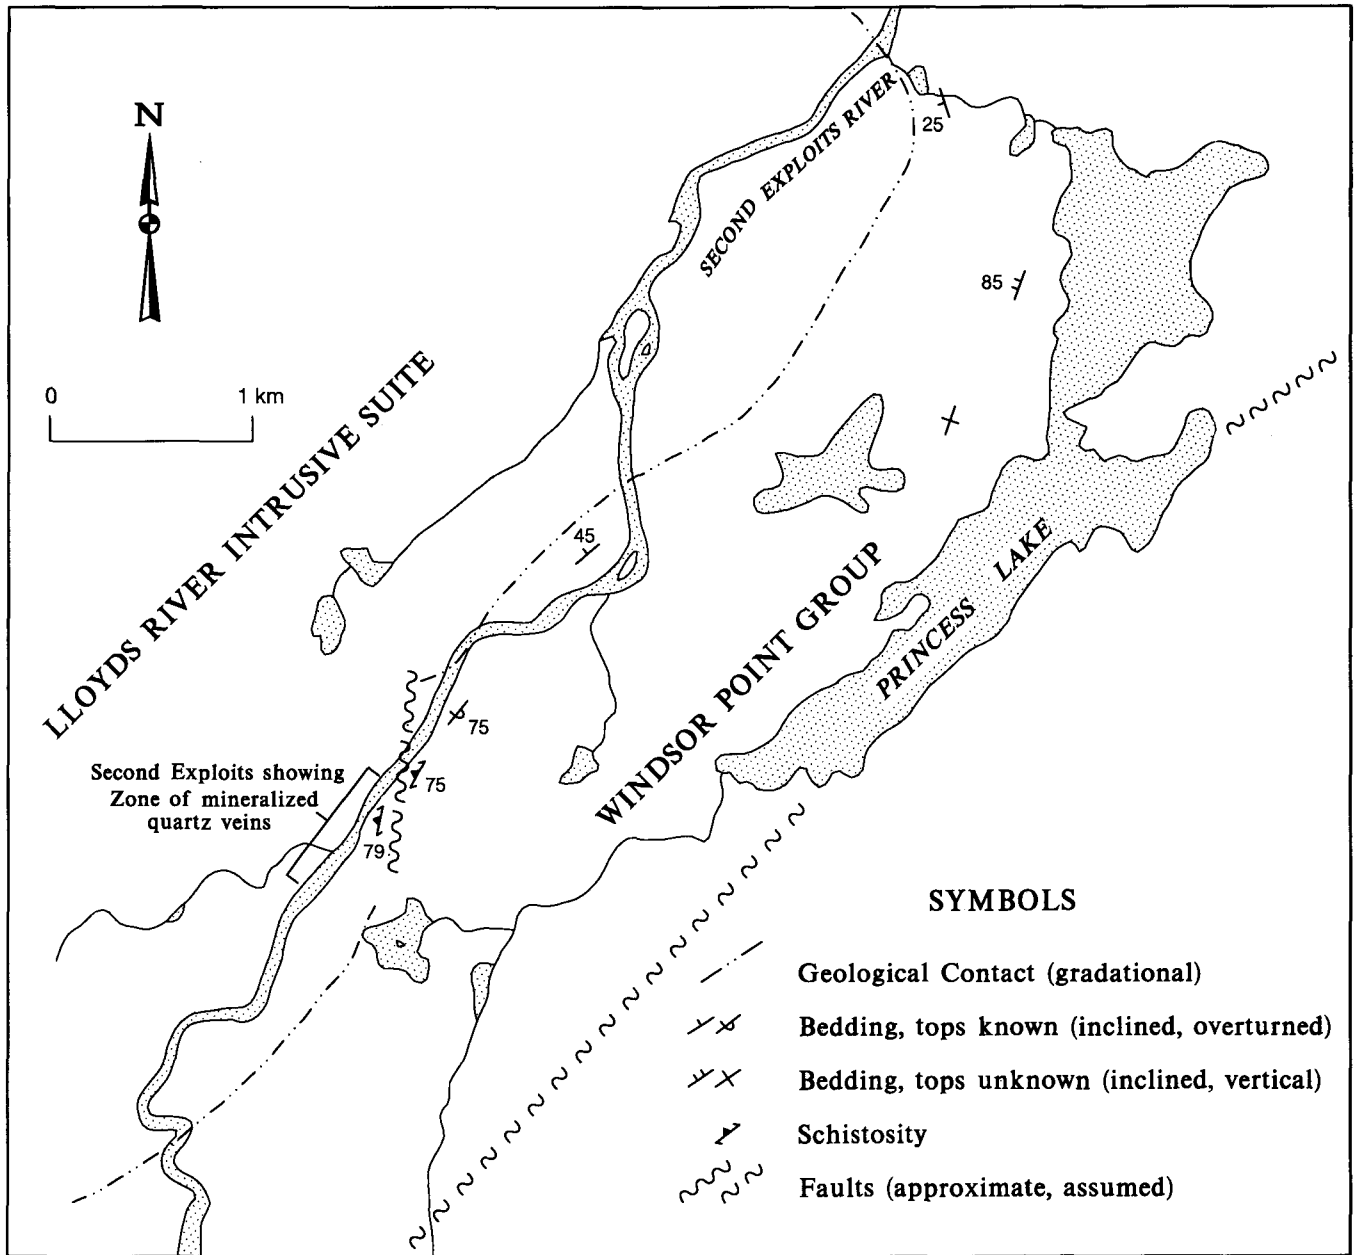 N
0 1 km
SECOND EXPLOITS RIVER
25
85
LLOYDS RIVER INTRUSIVE SUITE
45
PRINCESS LAKE
WINDSOR POINT GROUP
75
75
79
Second Exploits showing
Zone of mineralized
quartz veins
SYMBOLS
Geological Contact (gradational)
Bedding, tops known (inclined, overturned)
Bedding, tops unknown (inclined, vertical)
Schistosity
Faults (approximate, assumed)